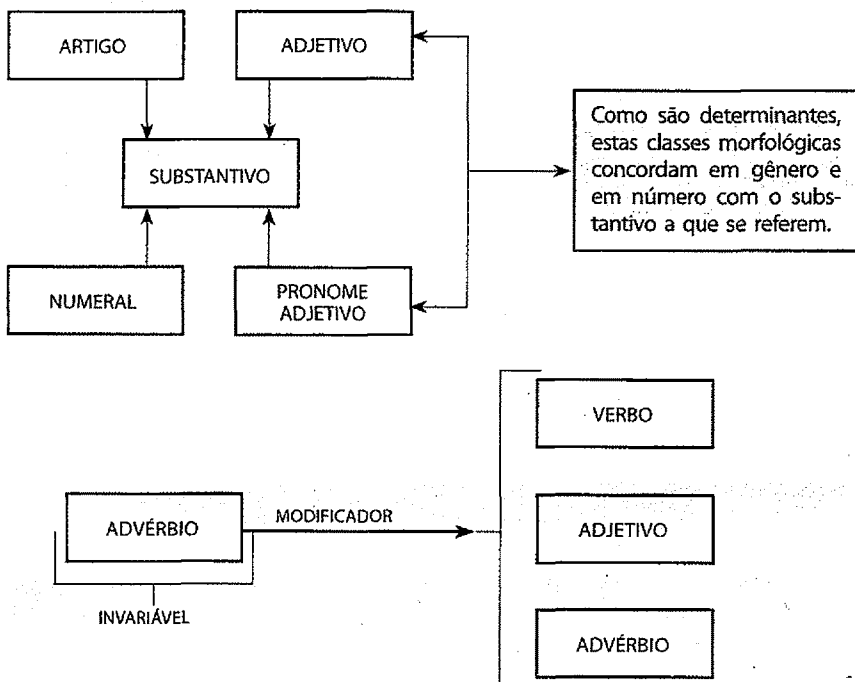 ARTIGO
ADJETIVO
SUBSTANTIVO
NUMERAL
PRONOME
ADJETIVO
Como são determinantes,
estas classes morfológicas
concordam em gênero e
em número com o subs-
tantivo a que se referem.
VERBO
ADVÉRBIO
MODIFICADOR
ADJETIVO
INVARIÁVEL
ADVÉRBIO